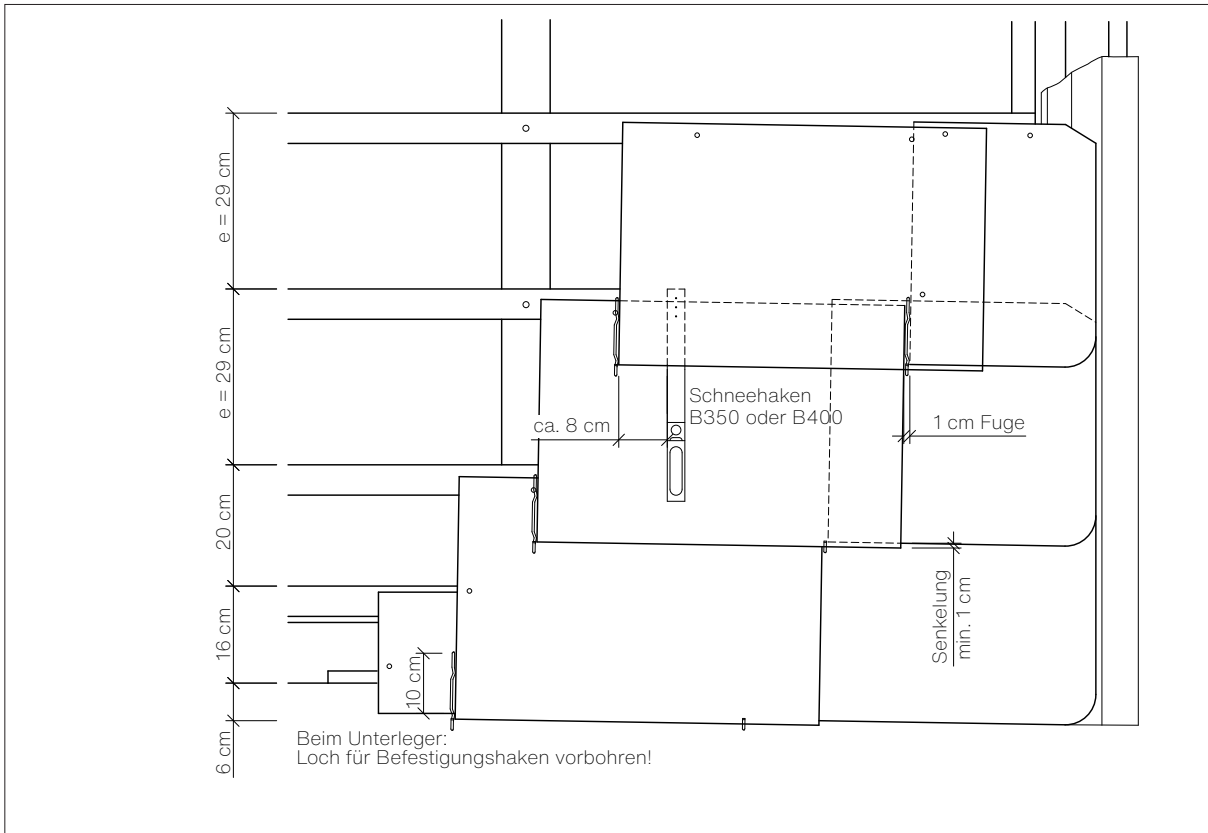 e = 29 cm
e = 29 cm
20 cm
16 cm
6 cm
Schneehaken
B350 oder B400
ca. 8 cm
1 cm Fuge
Senkelung
min. 1 cm
10 cm
Beim Unterleger:
Loch für Befestigungshaken vorbohren!